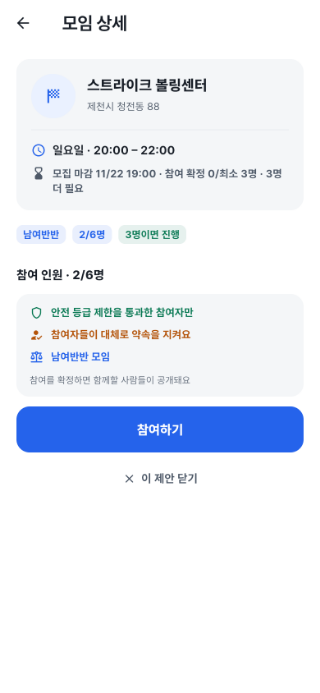 모임 상세
스트라이크 볼링센터
제천시 청전동 88
일요일 · 20:00 – 22:00
모집 마감 11/22 19:00 · 참여 확정 0/최소 3명 · 3명
더 필요
남여반반
2/6명
3명이면 진행
참여 인원 · 2/6명
안전 등급 제한을 통과한 참여자만
참여자들이 대체로 약속을 지켜요
남여반반 모임
참여를 확정하면 함께할 사람들이 공개돼요
참여하기
이 제안 닫기